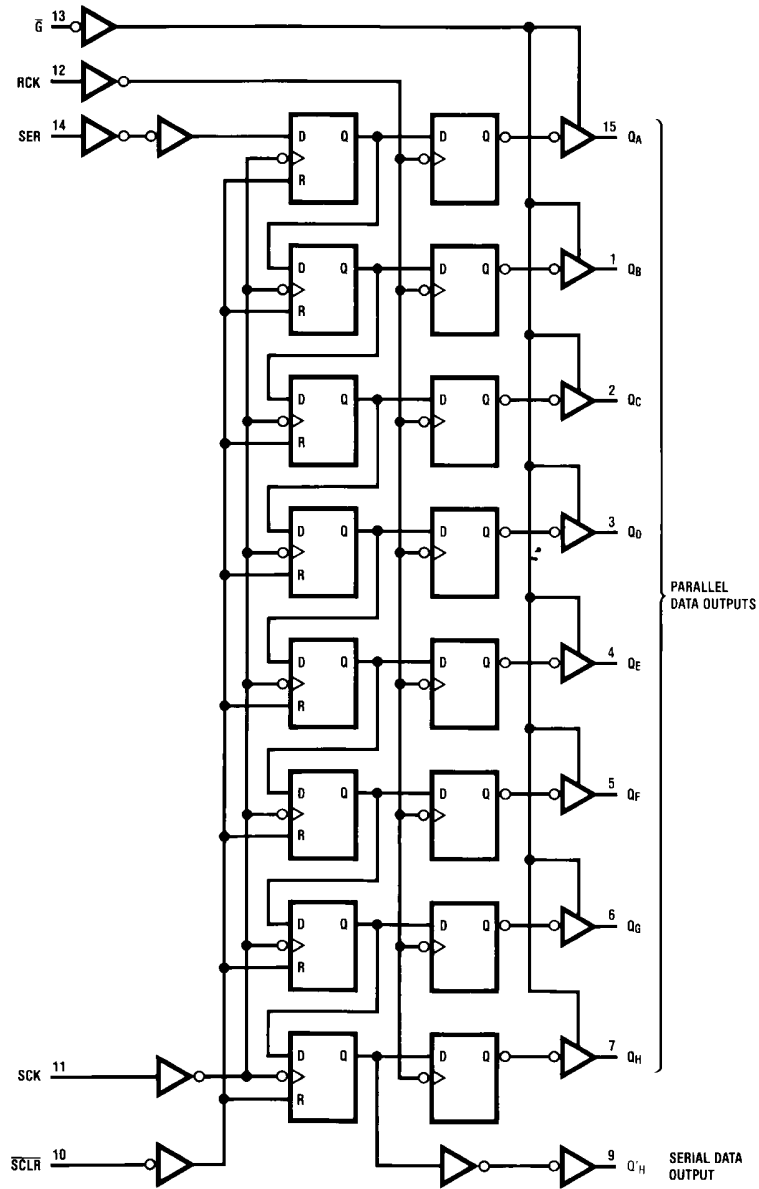 G̅ 13
RCK 12
SER 14
D Q D Q 15 QA
R
D Q D Q 1 QB
R
D Q D Q 2 QC
R
D Q D Q 3 QD
R
PARALLEL
DATA OUTPUTS
D Q D Q 4 QE
R
D Q D Q 5 QF
R
D Q D Q 6 QG
R
D Q D Q 7 QH
SCK 11
R
S̅C̅L̅R̅ 10
9 Q'H
SERIAL DATA
OUTPUT